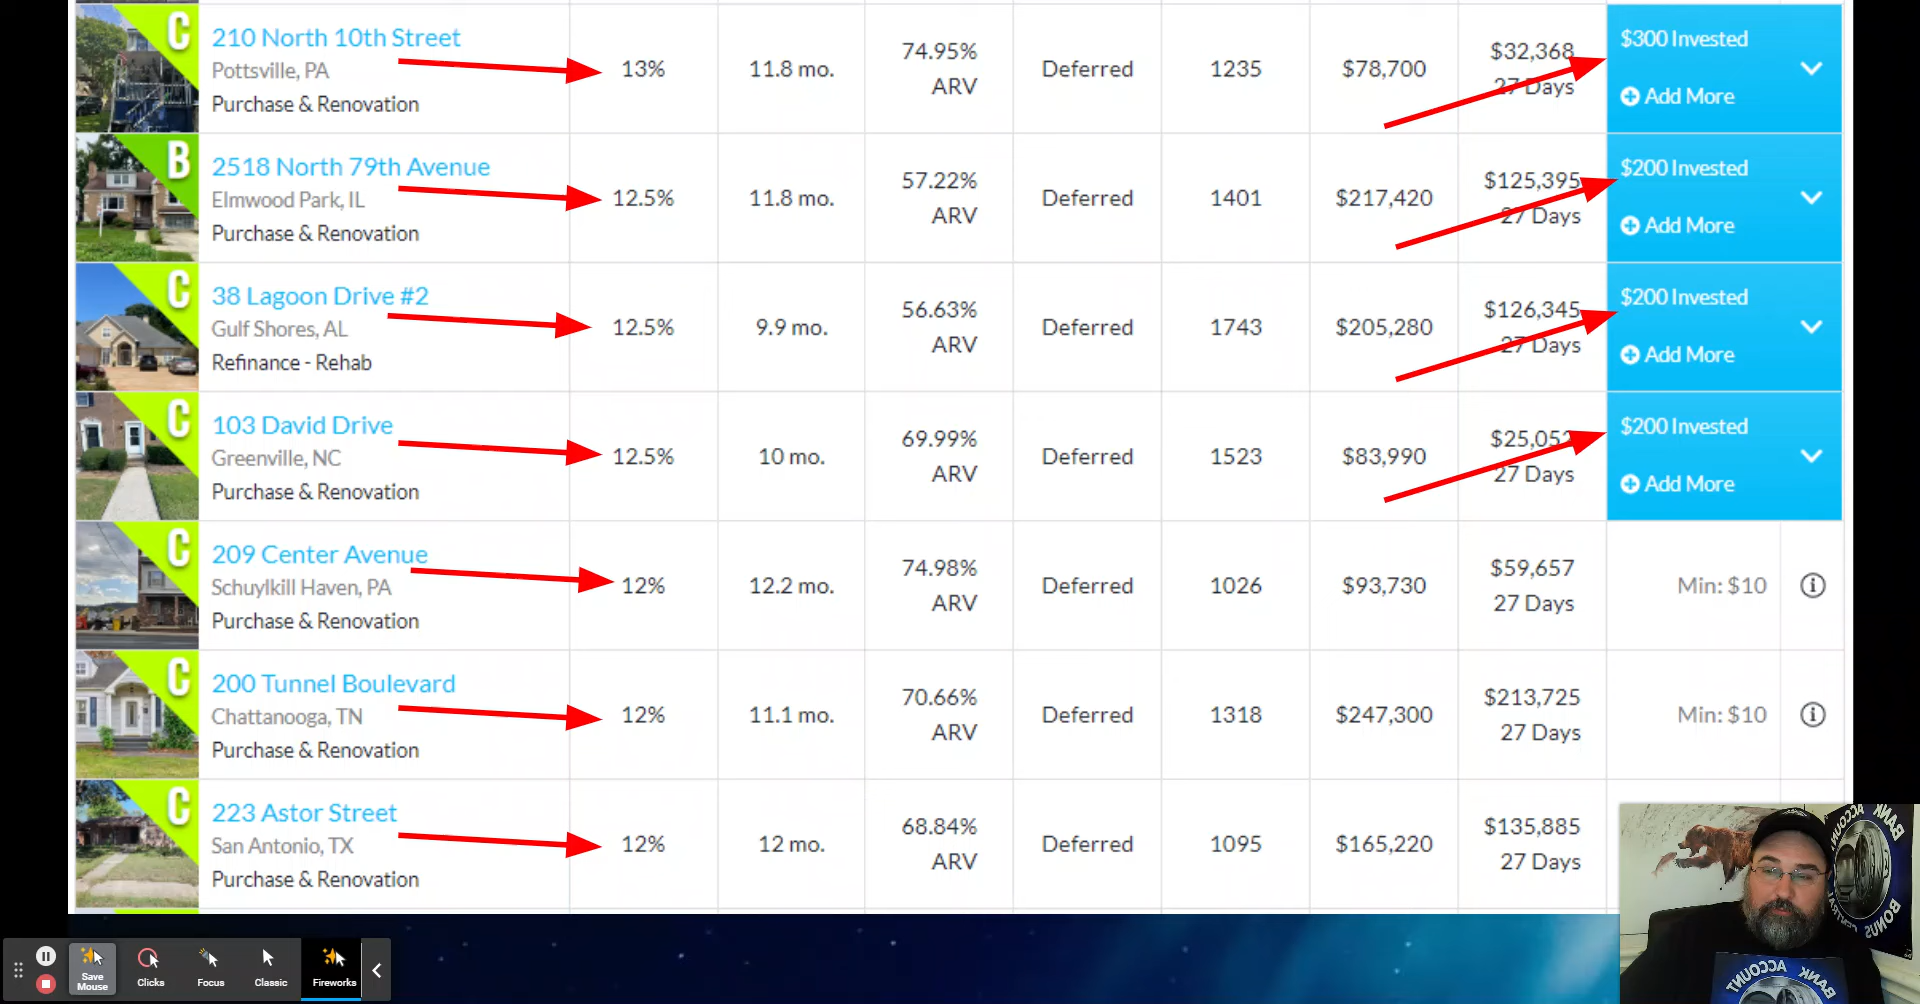 C
210 North 10th Street
Pottsville, PA
Purchase & Renovation
13%
11.8 mo.
74.95%
ARV
Deferred
1235
$78,700
$32,368
27 Days
$300 Invested
Add More
B
2518 North 79th Avenue
Elmwood Park, IL
Purchase & Renovation
12.5%
11.8 mo.
57.22%
ARV
Deferred
1401
$217,420
$125,395
27 Days
$200 Invested
Add More
C
38 Lagoon Drive #2
Gulf Shores, AL
Refinance - Rehab
12.5%
9.9 mo.
56.63%
ARV
Deferred
1743
$205,280
$126,345
27 Days
$200 Invested
Add More
C
103 David Drive
Greenville, NC
Purchase & Renovation
12.5%
10 mo.
69.99%
ARV
Deferred
1523
$83,990
27 Days
$200 Invested
Add More
C
209 Center Avenue
Schuylkill Haven, PA
Purchase & Renovation
12%
12.2 mo.
74.98%
ARV
Deferred
1026
$93,730
$59,657
27 Days
Min: $10
C
200 Tunnel Boulevard
Chattanooga, TN
Purchase & Renovation
12%
11.1 mo.
70.66%
ARV
Deferred
1318
$247,300
$213,725
27 Days
Min: $10
C
223 Astor Street
San Antonio, TX
Purchase & Renovation
12%
12 mo.
68.84%
ARV
Deferred
1095
$165,220
$135,885
27 Days
BANK ACCOUNT
BONUS CENTRAL
BANK ACCOUNT
Save
Mouse
Clicks
Focus
Classic
Fireworks